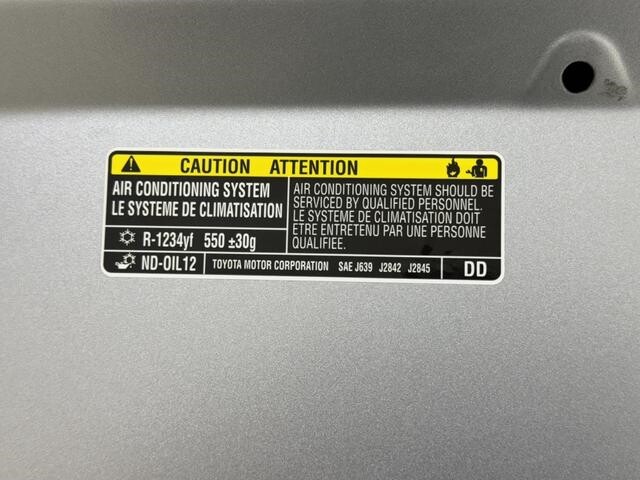 CAUTION ATTENTION
AIR CONDITIONING SYSTEM
LE SYSTEME DE CLIMATISATION
AIR CONDITIONING SYSTEM SHOULD BE
SERVICED BY QUALIFIED PERSONNEL.
LE SYSTEME DE CLIMATISATION DOIT
ETRE ENTRETENU PAR UNE PERSONNE
QUALIFIEE.
R-1234yf 550 ±30g
ND-OIL12 TOYOTA MOTOR CORPORATION SAE J639 J2842 J2845 DD